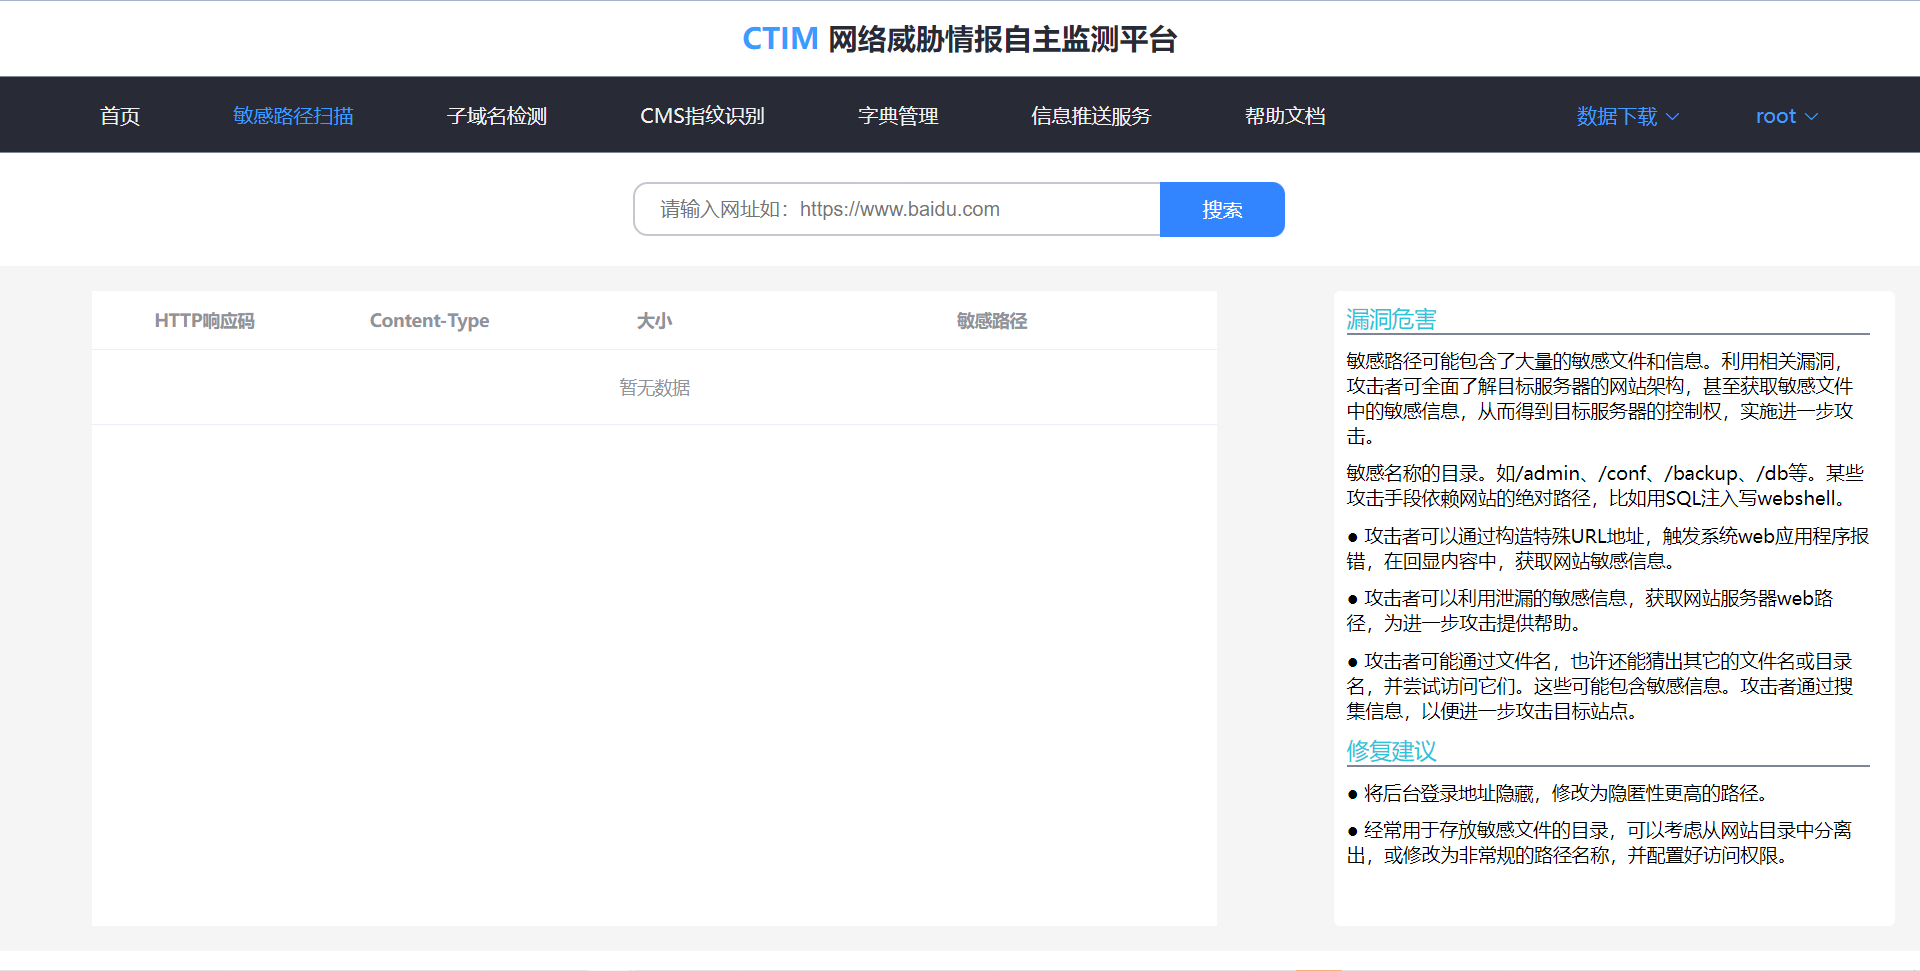 CTIM 网络威胁情报自主监测平台
首页 敏感路径扫描 子域名检测 CMS指纹识别 字典管理 信息推送服务 帮助文档 数据下载 root
请输入网址如：https://www.baidu.com 搜索
HTTP响应码 Content-Type 大小 敏感路径
暂无数据
漏洞危害
敏感路径可能包含了大量的敏感文件和信息。利用相关漏洞，
攻击者可全面了解目标服务器的网站架构，甚至获取敏感文件
中的敏感信息，从而得到目标服务器的控制权，实施进一步攻
击。
敏感名称的目录。如/admin、/conf、/backup、/db等。某些
攻击手段依赖网站的绝对路径，比如用SQL注入写webshell。
● 攻击者可以通过构造特殊URL地址，触发系统web应用程序报
错，在回显内容中，获取网站敏感信息。
● 攻击者可以利用泄漏的敏感信息，获取网站服务器web路
径，为进一步攻击提供帮助。
● 攻击者可能通过文件名，也许还能猜出其它的文件名或目录
名，并尝试访问它们。这些可能包含敏感信息。攻击者通过搜
集信息，以便进一步攻击目标站点。
修复建议
● 将后台登录地址隐藏，修改为隐匿性更高的路径。
● 经常用于存放敏感文件的目录，可以考虑从网站目录中分离
出，或修改为非常规的路径名称，并配置好访问权限。